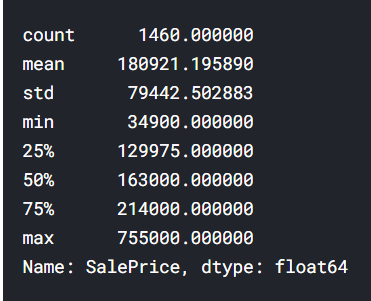 count 1460.000000
mean 180921.195890
std 79442.502883
min 34900.000000
25% 129975.000000
50% 163000.000000
75% 214000.000000
max 755000.000000
Name: SalePrice, dtype: float64